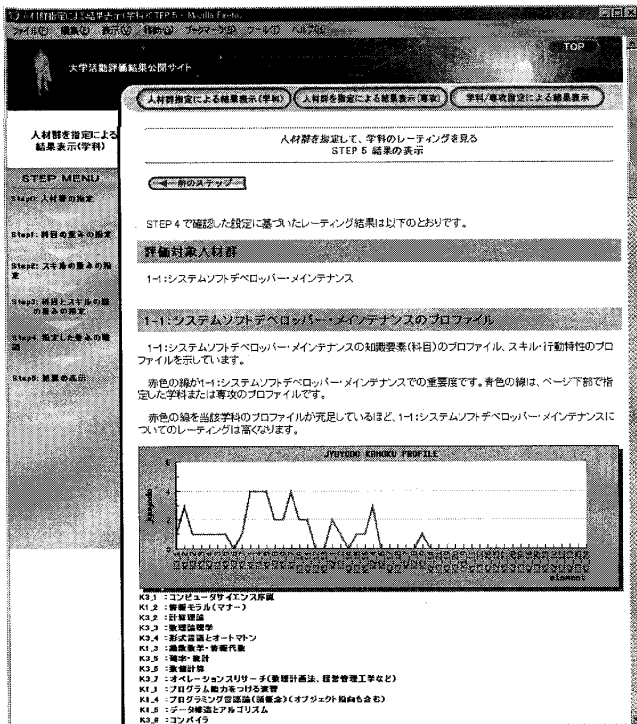 ファイル(F) 編集(E) 表示(V) 移動(G) ブックマーク(B) ツール(T) ヘルプ(H)
TOP
大学活動評価結果公開サイト
人材群指定による結果表示(学科) 人材群を指定による結果表示(専攻) 学科/専攻指定による結果表示
人材群を指定による
結果表示(学科)
人材群を指定して、学科のレーティングを見る
STEP 5 結果の表示
STEP MENU
前のステップ
Step0: 人材群の指定
Step1: 科目の重みの指定
Step2: スキルの重みの指
定
Step3: 科目とスキルの間
の重みの指定
Step4: 指定した重みの確
認
Step5: 結果の表示
STEP 4 で確認した設定に基づいたレーティング結果は以下のとおりです。
評価対象人材群
1-1:システムソフトデベロッパー・メインテナンス
1-1:システムソフトデベロッパー・メインテナンスのプロファイル
1-1:システムソフトデベロッパー・メインテナンスの知識要素(科目)のプロファイル、スキル・行動特性のプロ
ファイルを示しています。
赤色の線が1-1:システムソフトデベロッパー・メインテナンスでの重要度です。青色の線は、ページ下部で指
定した学科または専攻のプロファイルです。
赤色の線を当該学科のプロファイルが充足しているほど、1-1:システムソフトデベロッパー・メインテナンスに
ついてのレーティングは高くなります。
JYUYODO KAMOKU PROFILE
jyuyodo
element
K3_1 :コンピュータサイエンス序論
K1_2 :情報モラル(マナー)
K3_2 :計算理論
K3_3 :数理論理学
K3_4 :形式言語とオートマトン
K1_3 :離散数学・情報代数
K3_5 :確率・統計
K3_6 :数値計算
K3_7 :オペレーションズリサーチ(数理計画法、経営管理工学など)
K1_1 :プログラム能力をつける演習
K1_4 :プログラミング言語論(諸概念)(オブジェクト指向も含む)
K1_5 :データ構造とアルゴリズム
K3_8 :コンパイラ